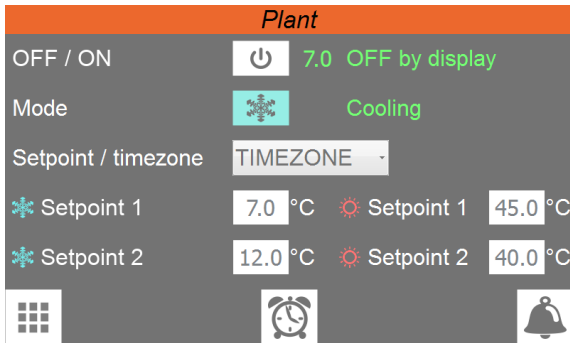 Plant
OFF / ON 7.0 OFF by display
Mode Cooling
Setpoint / timezone TIMEZONE
Setpoint 1 7.0 °C Setpoint 1 45.0 °C
Setpoint 2 12.0 °C Setpoint 2 40.0 °C